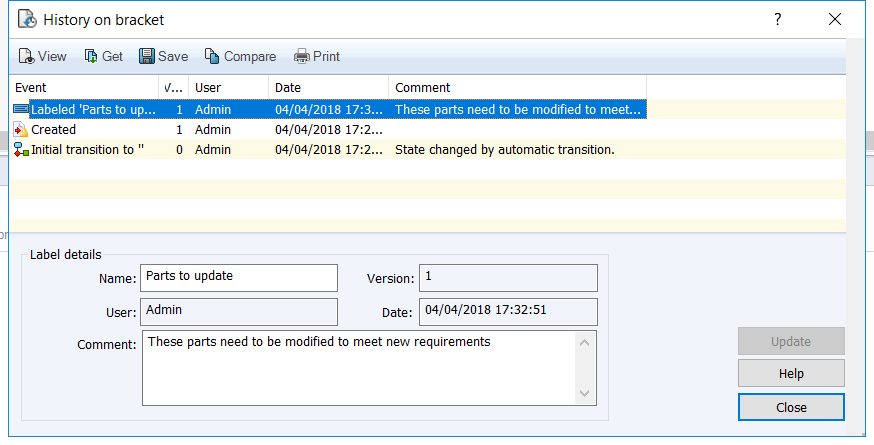 History on bracket ?
View Get Save Compare Print
Event V... User Date Comment
Labeled 'Parts to up... 1 Admin 04/04/2018 17:3... These parts need to be modified to meet...
Created 1 Admin 04/04/2018 17:2...
Initial transition to '' 0 Admin 04/04/2018 17:2... State changed by automatic transition.
Label details
Name: Parts to update Version: 1
User: Admin Date: 04/04/2018 17:32:51
Comment: These parts need to be modified to meet new requirements
Update
Help
Close